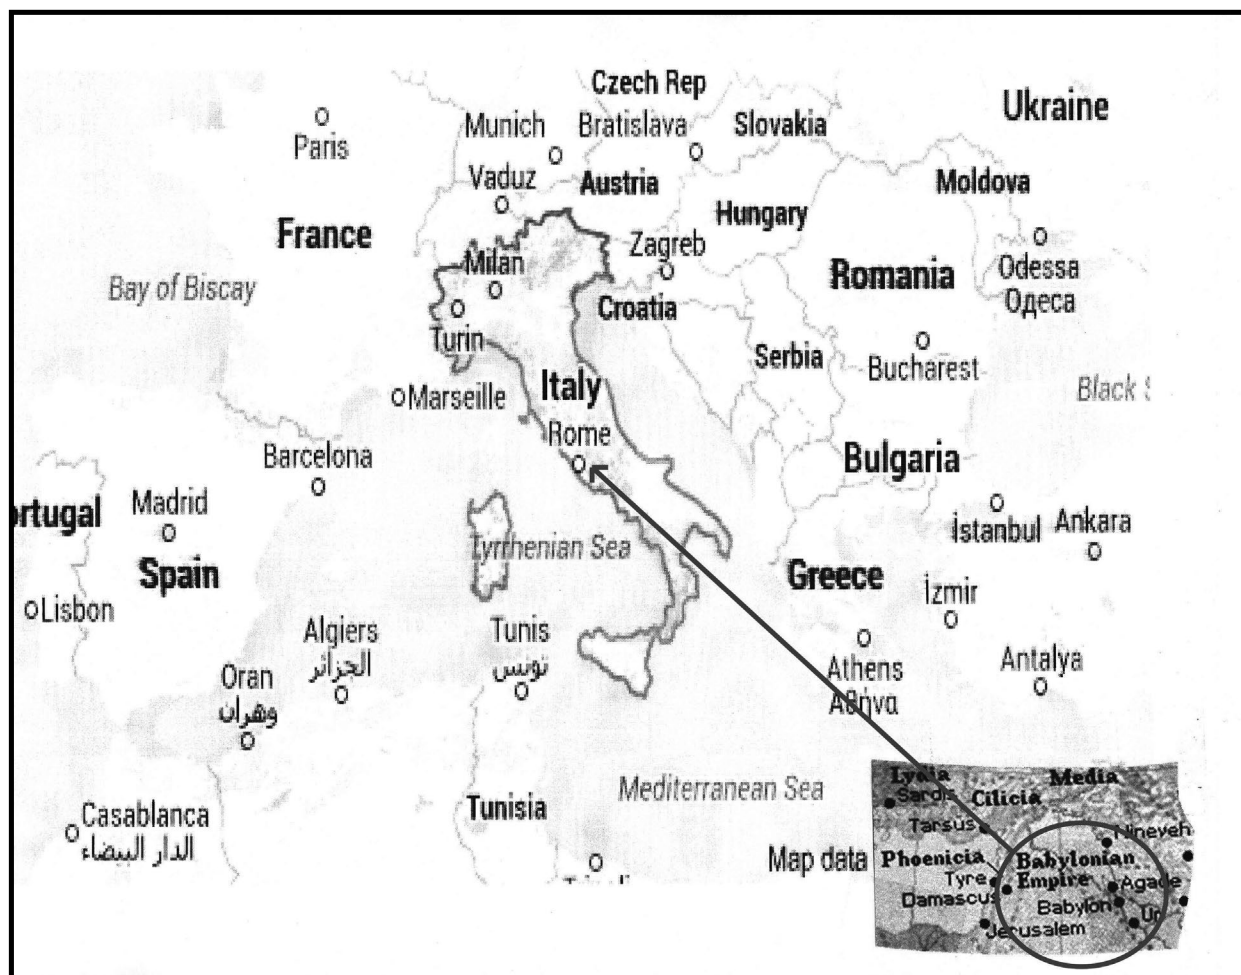 Czech Rep
Ukraine
Paris
Munich
Bratislava
Slovakia
Vaduz
Austria
Moldova
France
Hungary
Zagreb
Milan
Romania
Odessa
Одеса
Bay of Biscay
Croatia
Turin
Serbia
Bucharest
Italy
Marseille
Black
Rome
Barcelona
Bulgaria
ortugal
Madrid
İstanbul
Ankara
Tyrrhenian Sea
Spain
Greece
İzmir
Lisbon
Algiers
الجزائر
Tunis
تونس
Athens
Αθήνα
Antalya
Oran
وهران
Mediterranean Sea
Tunisia
Casablanca
الدار البيضاء
Map data
Lydia
Media
Sardis
Cilicia
Tarsus
Nineveh
Phoenicia
Babylonian
Empire
Tyre
Agade
Damascus
Babylon
Ur
Jerusalem